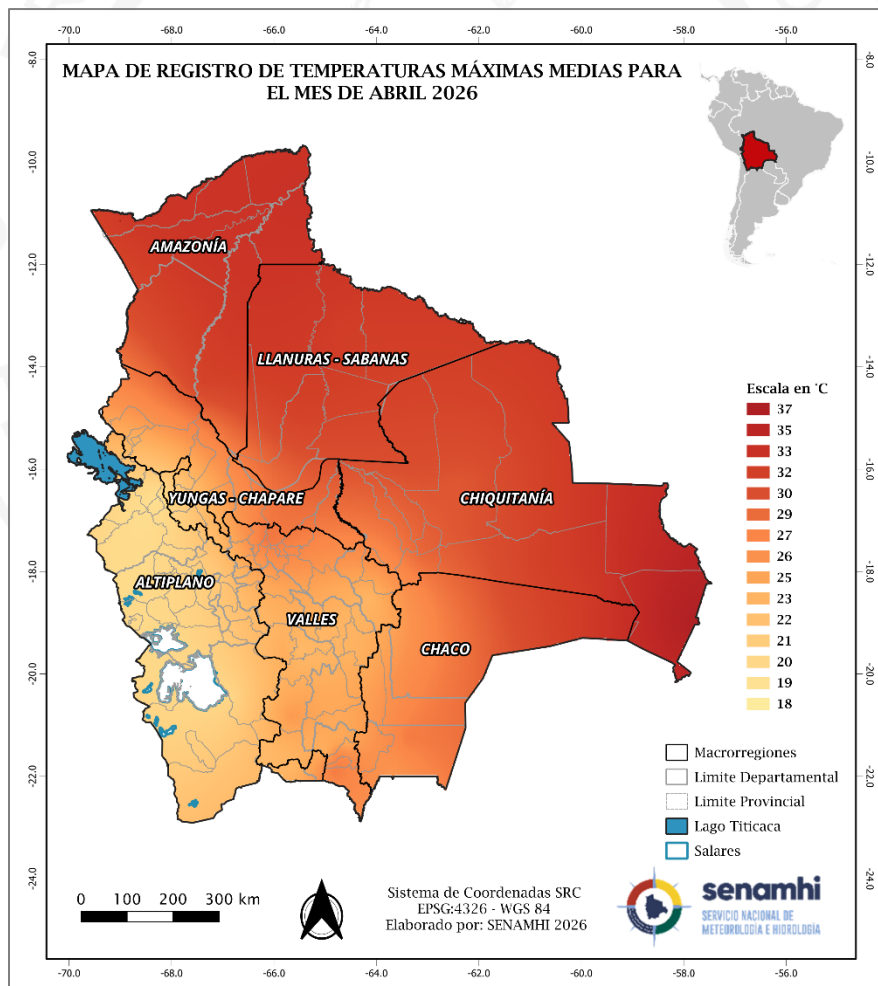 -70.0 -68.0 -66.0 -64.0 -62.0 -60.0 -58.0 -56.0
MAPA DE REGISTRO DE TEMPERATURAS MÁXIMAS MEDIAS PARA
EL MES DE ABRIL 2026
-8.0 -8.0
-10.0 -10.0
-12.0 -12.0
-14.0 -14.0
-16.0 -16.0
-18.0 -18.0
-20.0 -20.0
-22.0 -22.0
-24.0 -24.0
AMAZONÍA
LLANURAS - SABANAS
YUNGAS - CHAPARE
CHIQUITANÍA
ALTIPLANO
VALLES
CHACO
Escala en °C
37
35
33
32
30
29
27
26
25
23
22
21
20
19
18
Macrorregiones
Limite Departamental
Limite Provincial
Lago Titicaca
Salares
0 100 200 300 km
Sistema de Coordenadas SRC
EPSG:4326 - WGS 84
Elaborado por: SENAMHI 2026
senamhi
SERVICIO NACIONAL DE
METEOROLOGÍA E HIDROLOGÍA
-70.0 -68.0 -66.0 -64.0 -62.0 -60.0 -58.0 -56.0